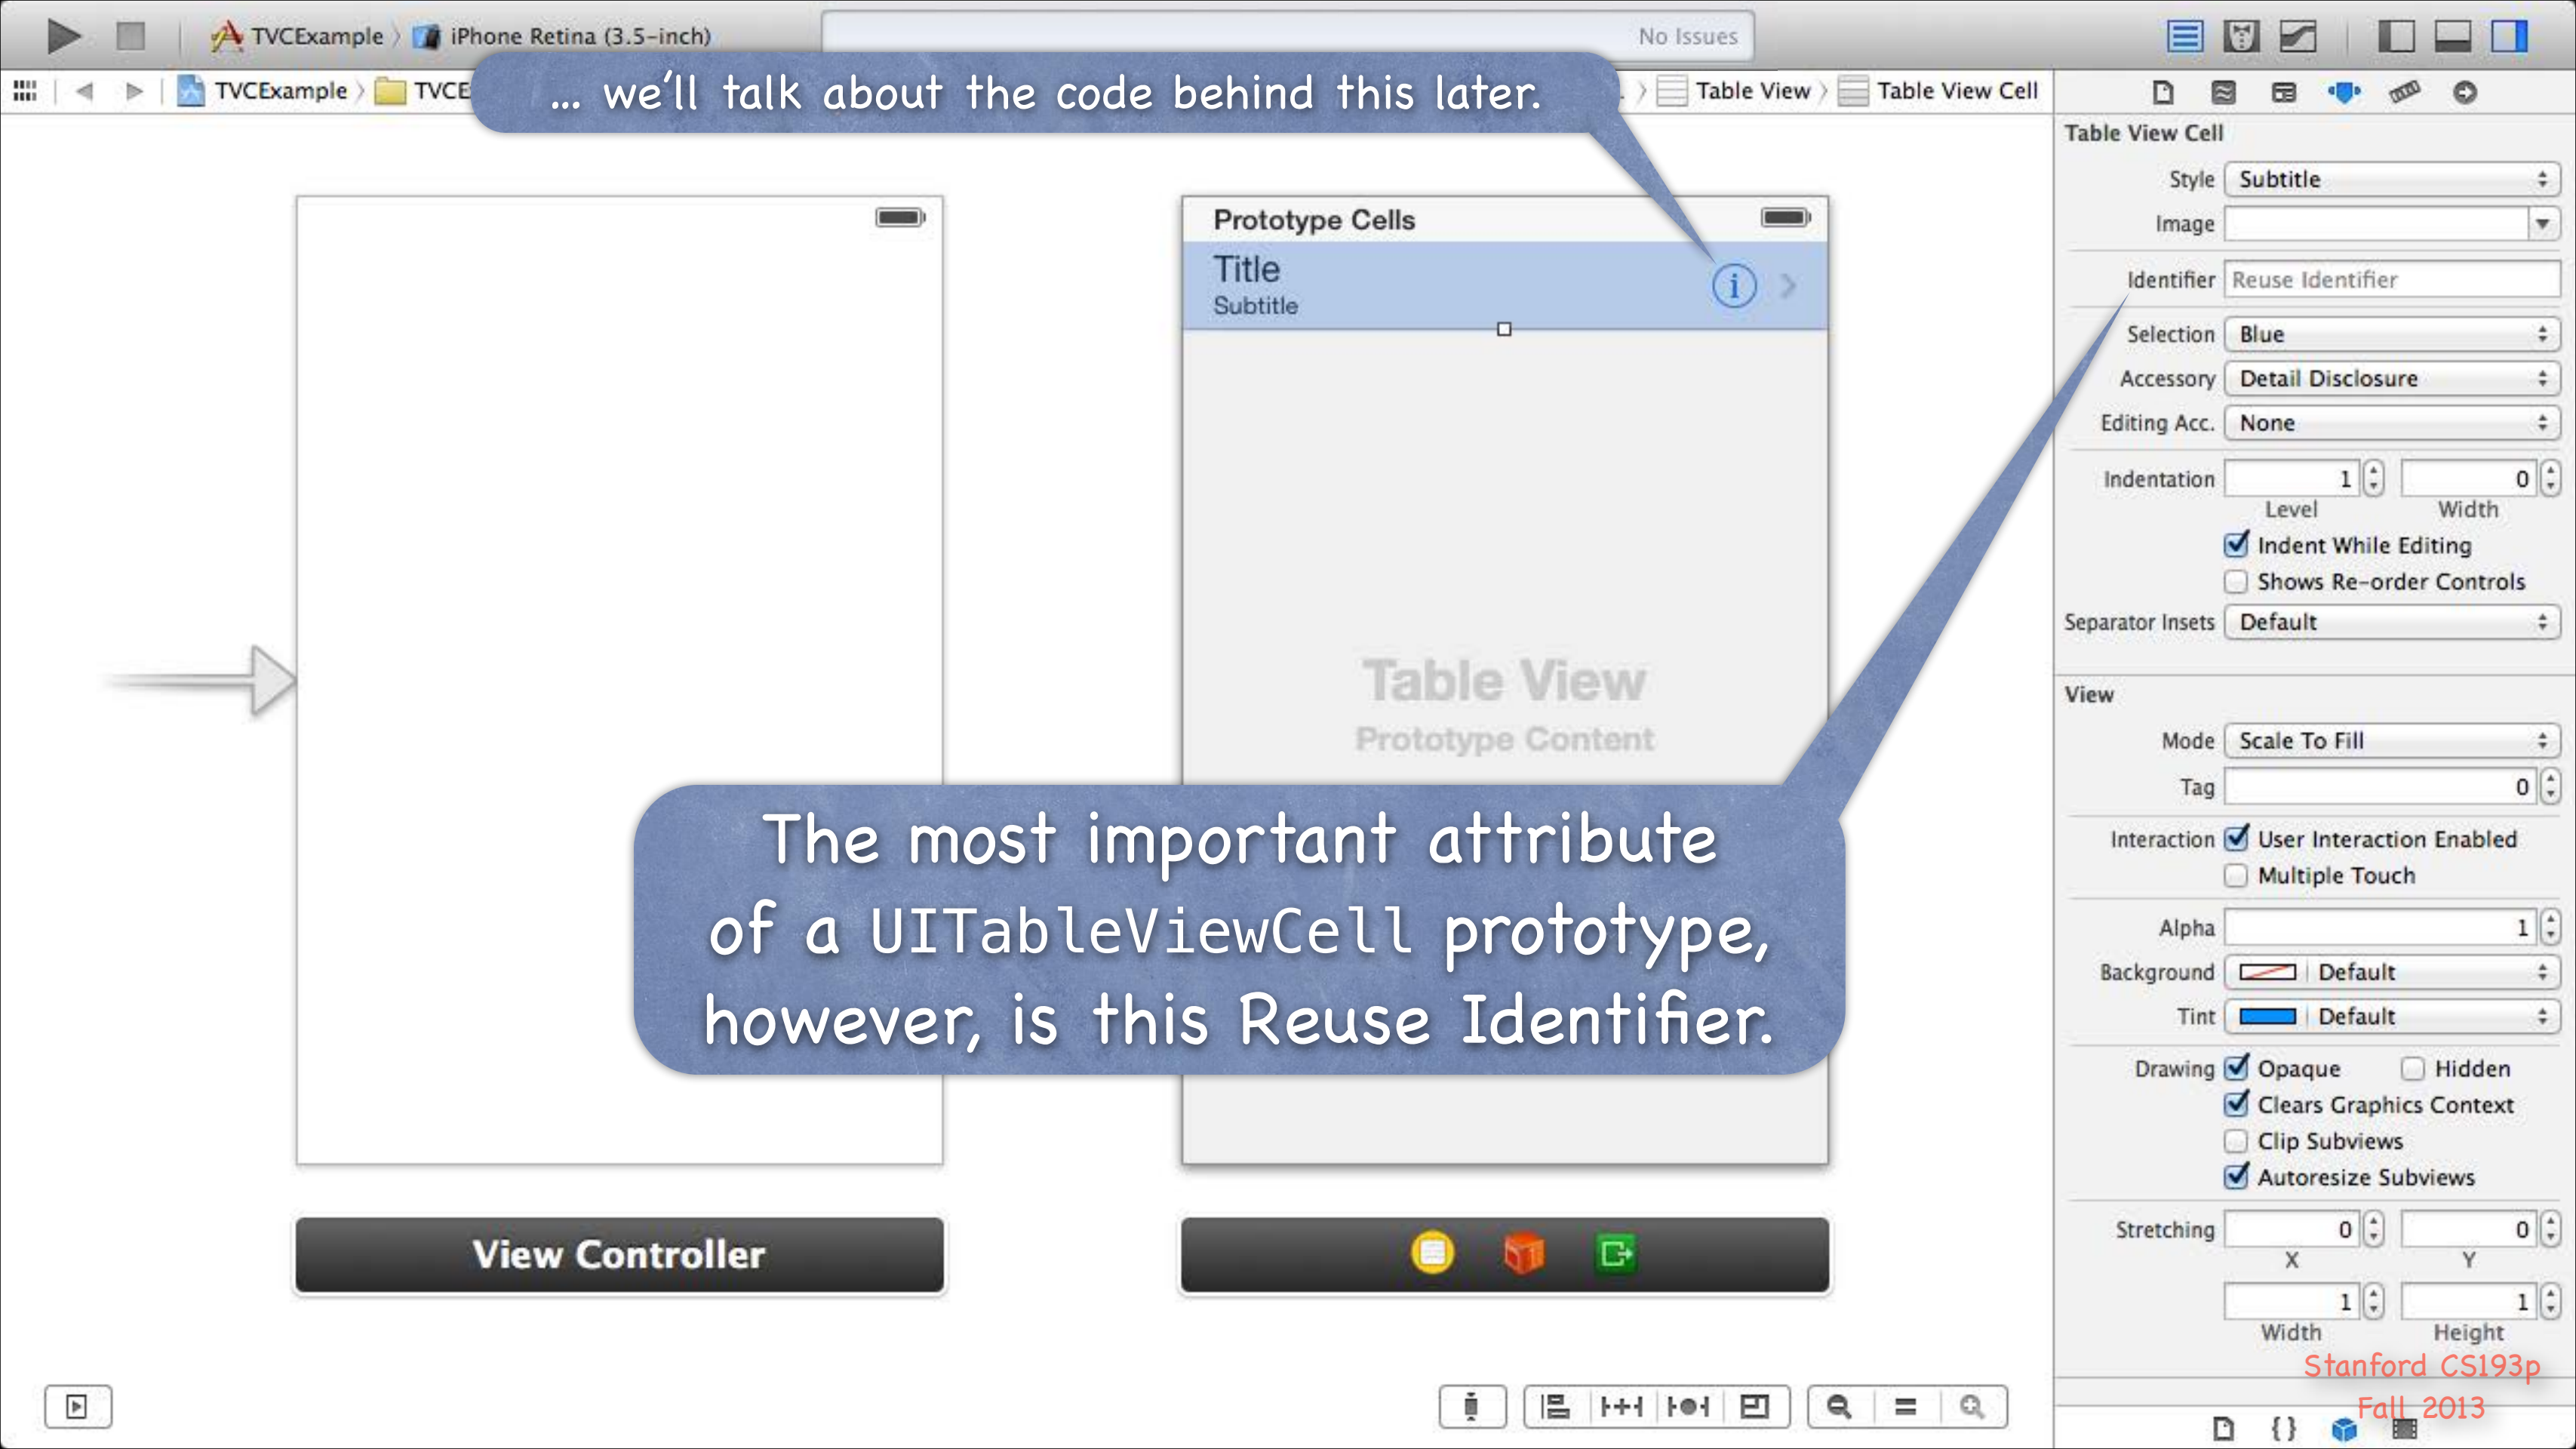 TVCExample
iPhone Retina (3.5-inch)
No Issues
TVCExample
TVCE
... we'll talk about the code behind this later.
Table View
Table View Cell
Prototype Cells
Title
Subtitle
i
Table View
Prototype Content
The most important attribute
of a UITableViewCell prototype,
however, is this Reuse Identifier.
View Controller
Table View Cell
Style Subtitle
Image
Identifier Reuse Identifier
Selection Blue
Accessory Detail Disclosure
Editing Acc. None
Indentation 1 0
Level Width
Indent While Editing
Shows Re-order Controls
Separator Insets Default
View
Mode Scale To Fill
Tag 0
Interaction User Interaction Enabled
Multiple Touch
Alpha 1
Background Default
Tint Default
Drawing Opaque Hidden
Clears Graphics Context
Clip Subviews
Autoresize Subviews
Stretching 0 0
X Y
1 1
Width Height
Stanford CS193p
Fall 2013
{}